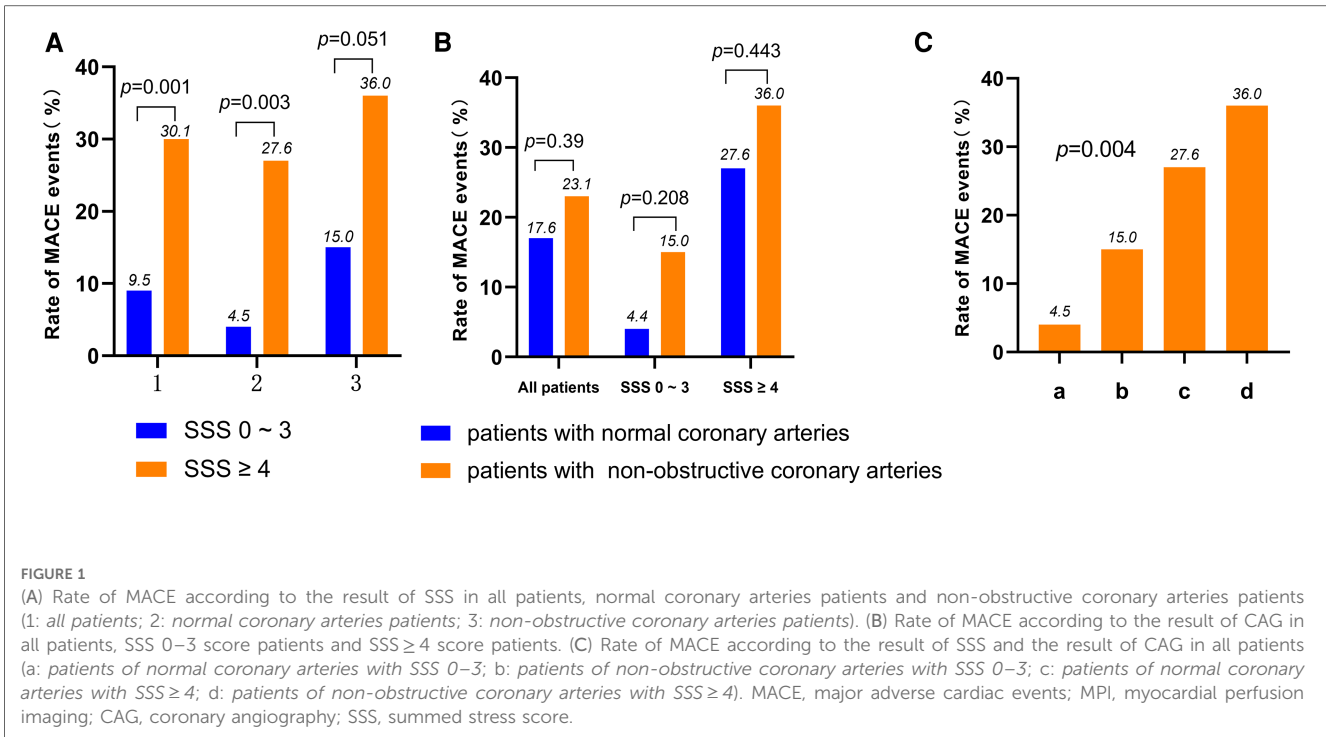 A
Rate of MACE events( %)
40
30
20
10
0
p=0.001
p=0.003
p=0.051
9.5
30.1
4.5
27.6
15.0
36.0
1
2
3
SSS 0 ~ 3
SSS ≥ 4
B
Rate of MACE events( %)
40
30
20
10
0
p=0.39
p=0.208
p=0.443
17.6
23.1
4.4
15.0
27.6
36.0
All patients
SSS 0 ~ 3
SSS ≥ 4
patients with normal coronary arteries
patients with non-obstructive coronary arteries
C
Rate of MACE events( %)
40
30
20
10
0
p=0.004
4.5
15.0
27.6
36.0
a
b
c
d
FIGURE 1
(A) Rate of MACE according to the result of SSS in all patients, normal coronary arteries patients and non-obstructive coronary arteries patients
(1: all patients; 2: normal coronary arteries patients; 3: non-obstructive coronary arteries patients). (B) Rate of MACE according to the result of CAG in
all patients, SSS 0–3 score patients and SSS ≥ 4 score patients. (C) Rate of MACE according to the result of SSS and the result of CAG in all patients
(a: patients of normal coronary arteries with SSS 0–3; b: patients of non-obstructive coronary arteries with SSS 0–3; c: patients of normal coronary
arteries with SSS ≥ 4; d: patients of non-obstructive coronary arteries with SSS ≥ 4). MACE, major adverse cardiac events; MPI, myocardial perfusion
imaging; CAG, coronary angiography; SSS, summed stress score.